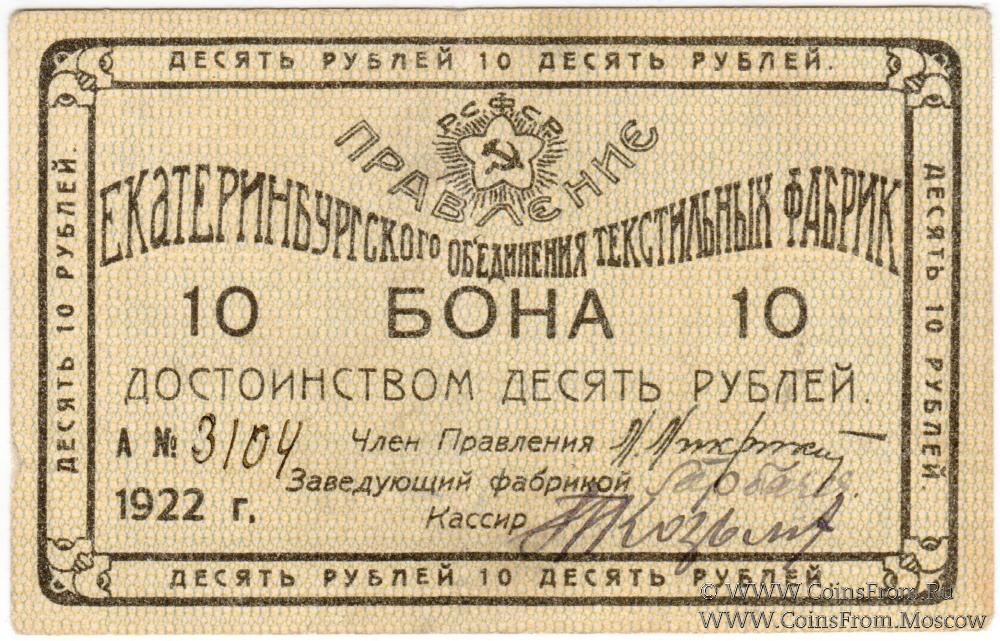 ДЕСЯТЬ РУБЛЕЙ 10 ДЕСЯТЬ РУБЛЕЙ.
Р.С.Ф.С.Р.
ПРАВЛЕНИЕ
ЕКАТЕРИНБУРГСКОГО ОБ'ЕДИНЕНИЯ ТЕКСТИЛЬНЫХ ФАБРИК
10 БОНА 10
ДОСТОИНСТВОМ ДЕСЯТЬ РУБЛЕЙ.
А № 3104 Член Правления
Заведующий фабрикой
1922 г. Кассир
ДЕСЯТЬ 10 РУБЛЕЙ.
ДЕСЯТЬ 10 РУБЛЕЙ.
ДЕСЯТЬ РУБЛЕЙ 10 ДЕСЯТЬ РУБЛЕЙ
© WWW.CoinsFrom.Ru
WWW.CoinsFrom.Moscow